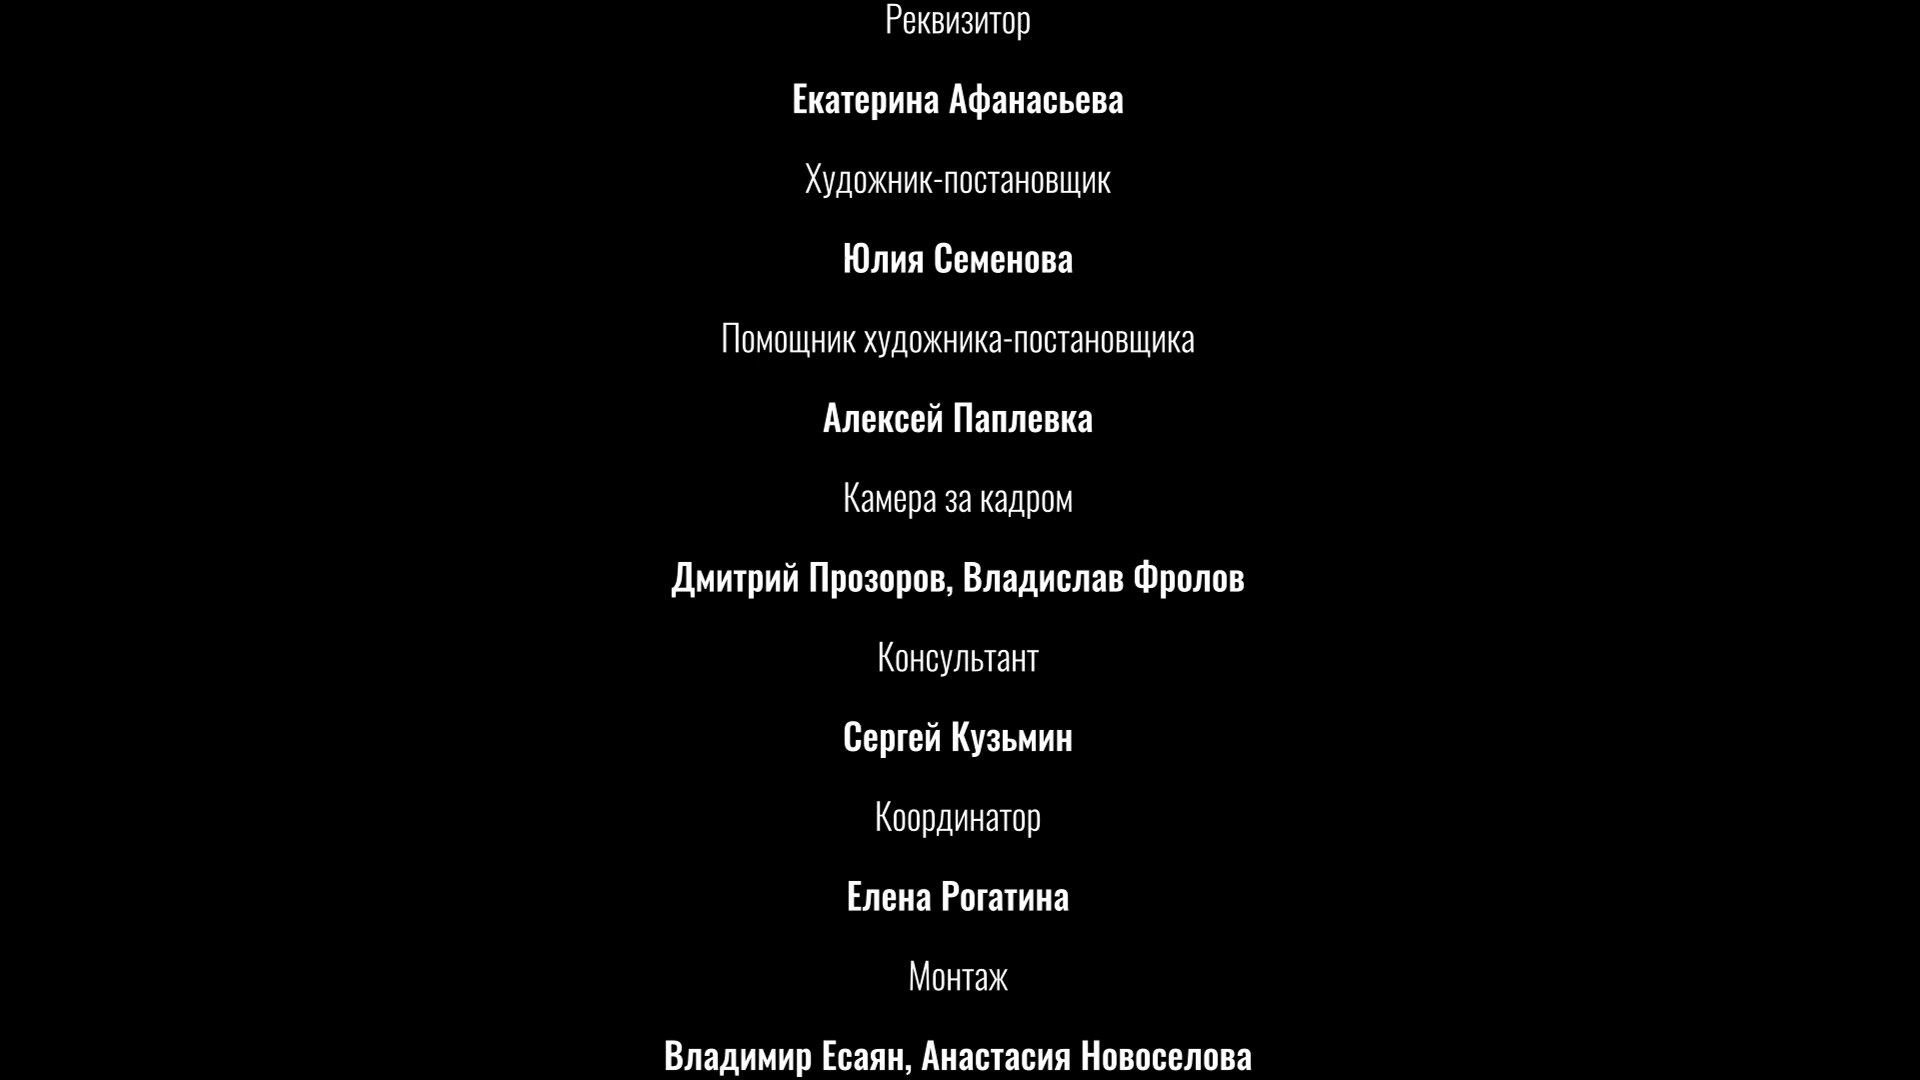 Реквизитор
Екатерина Афанасьева
Художник-постановщик
Юлия Семенова
Помощник художника-постановщика
Алексей Паплевка
Камера за кадром
Дмитрий Прозоров, Владислав Фролов
Консультант
Сергей Кузьмин
Координатор
Елена Рогатина
Монтаж
Владимир Есаян, Анастасия Новоселова